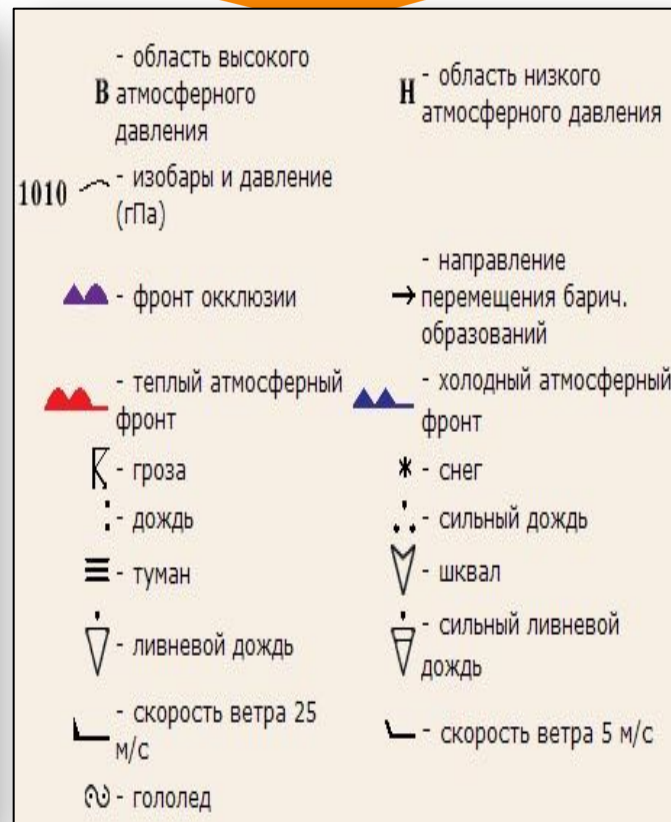 - область высокого
В атмосферного
давления
- область низкого
Н атмосферного давления
1010 - изобары и давление
(гПа)
- фронт окклюзии
- направление
перемещения барич.
образований
- теплый атмосферный
фронт
- холодный атмосферный
фронт
- гроза
- снег
- дождь
- сильный дождь
- туман
- шквал
- ливневой дождь
- сильный ливневой
дождь
- скорость ветра 25
м/с
- скорость ветра 5 м/с
- гололед